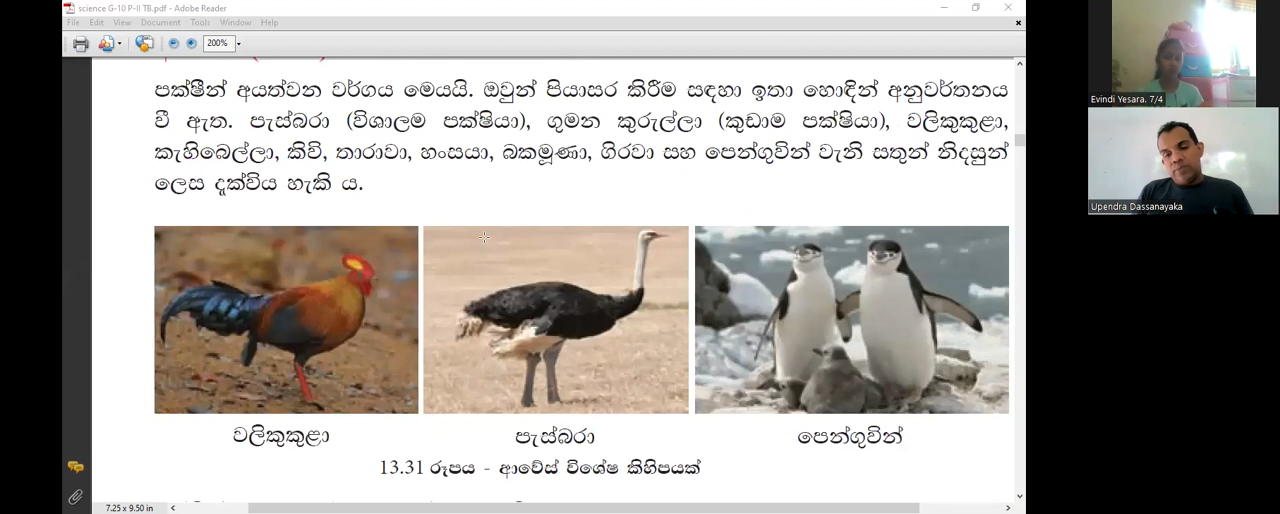 science G-10 P-II TB.pdf - Adobe Reader
File Edit View Document Tools Window Help
200%
පක්ෂීන් අයත්වන වර්ගය මෙයයි. ඔවුන් පියාසර කිරීම සඳහා ඉතා හොඳින් අනුවර්තනය
වී ඇත. පැස්බරා (විශාලම පක්ෂියා), ගුමන කුරුල්ලා (කුඩාම පක්ෂියා), වලිකුකුළා,
කැහිබෙල්ලා, කිවි, තාරාවා, හංසයා, බකමූණා, ගිරවා සහ පෙන්ගුවින් වැනි සතුන් නිදසුන්
ලෙස දැක්විය හැකි ය.
වලිකුකුළා
පැස්බරා
පෙන්ගුවින්
13.31 රූපය - ආවේස් විශේෂ කිහිපයක්
7.25 x 9.50 in
Evindi Yesara. 7/4
Upendra Dassanayaka